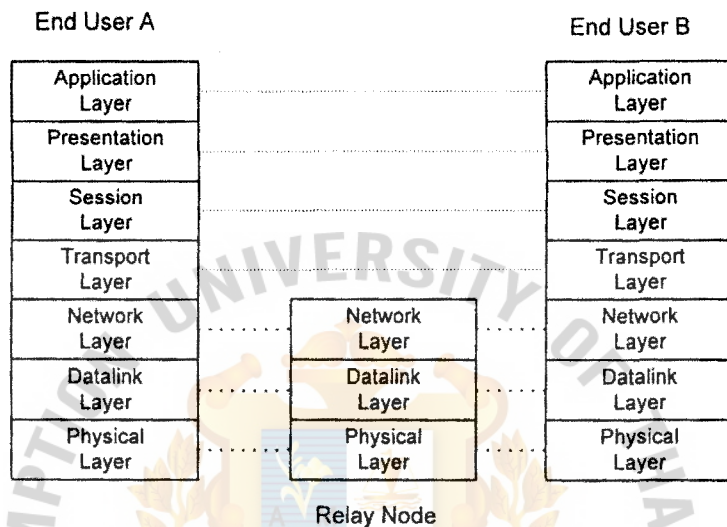 End User A
End User B
Application
Layer
Presentation
Layer
Session
Layer
Transport
Layer
Network
Layer
Datalink
Layer
Physical
Layer
Network
Layer
Datalink
Layer
Physical
Layer
Relay Node
Application
Layer
Presentation
Layer
Session
Layer
Transport
Layer
Network
Layer
Datalink
Layer
Physical
Layer
UNIVERSITY OF